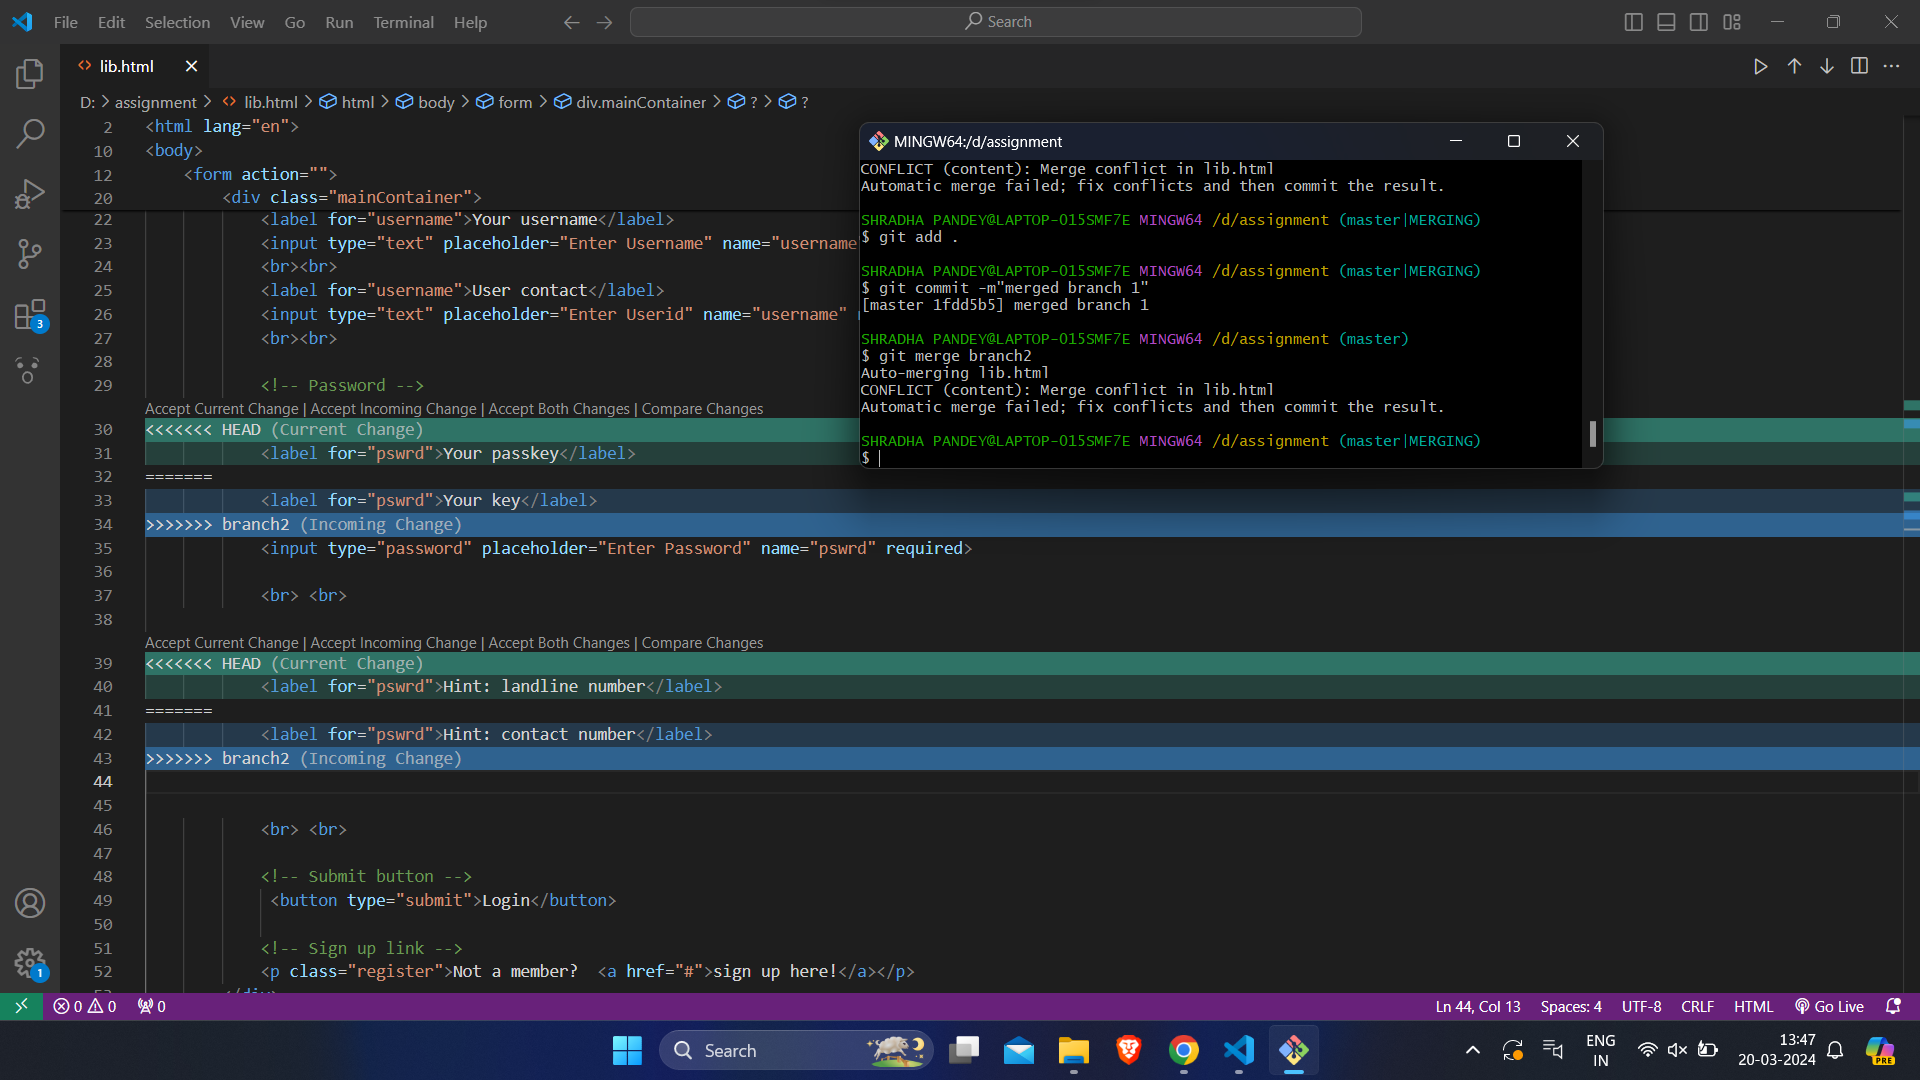 File Edit Selection View Go Run Terminal Help
Search
lib.html
D: > assignment > lib.html > html > body > form > div.mainContainer > ? > ?
2 <html lang="en">
10 <body>
12 <form action="">
20 <div class="mainContainer">
22 <label for="username">Your username</label>
23 <input type="text" placeholder="Enter Username" name="username
24 <br><br>
25 <label for="username">User contact</label>
26 <input type="text" placeholder="Enter Userid" name="username"
27 <br><br>
28
29 <!-- Password -->
Accept Current Change | Accept Incoming Change | Accept Both Changes | Compare Changes
30 <<<<<<< HEAD (Current Change)
31 <label for="pswrd">Your passkey</label>
32 =======
33 <label for="pswrd">Your key</label>
34 >>>>>>> branch2 (Incoming Change)
35 <input type="password" placeholder="Enter Password" name="pswrd" required>
36
37 <br> <br>
38
Accept Current Change | Accept Incoming Change | Accept Both Changes | Compare Changes
39 <<<<<<< HEAD (Current Change)
40 <label for="pswrd">Hint: landline number</label>
41 =======
42 <label for="pswrd">Hint: contact number</label>
43 >>>>>>> branch2 (Incoming Change)
44
45
46 <br> <br>
47
48 <!-- Submit button -->
49 <button type="submit">Login</button>
50
51 <!-- Sign up link -->
52 <p class="register">Not a member?  <a href="#">sign up here!</a></p>
MINGW64:/d/assignment
CONFLICT (content): Merge conflict in lib.html
Automatic merge failed; fix conflicts and then commit the result.
SHRADHA PANDEY@LAPTOP-O15SMF7E MINGW64 /d/assignment (master|MERGING)
$ git add .
SHRADHA PANDEY@LAPTOP-O15SMF7E MINGW64 /d/assignment (master|MERGING)
$ git commit -m"merged branch 1"
[master 1fdd5b5] merged branch 1
SHRADHA PANDEY@LAPTOP-O15SMF7E MINGW64 /d/assignment (master)
$ git merge branch2
Auto-merging lib.html
CONFLICT (content): Merge conflict in lib.html
Automatic merge failed; fix conflicts and then commit the result.
SHRADHA PANDEY@LAPTOP-O15SMF7E MINGW64 /d/assignment (master|MERGING)
$
3
1
0 0 0
Ln 44, Col 13 Spaces: 4 UTF-8 CRLF HTML Go Live
Search
ENG
IN
13:47
20-03-2024
PRE